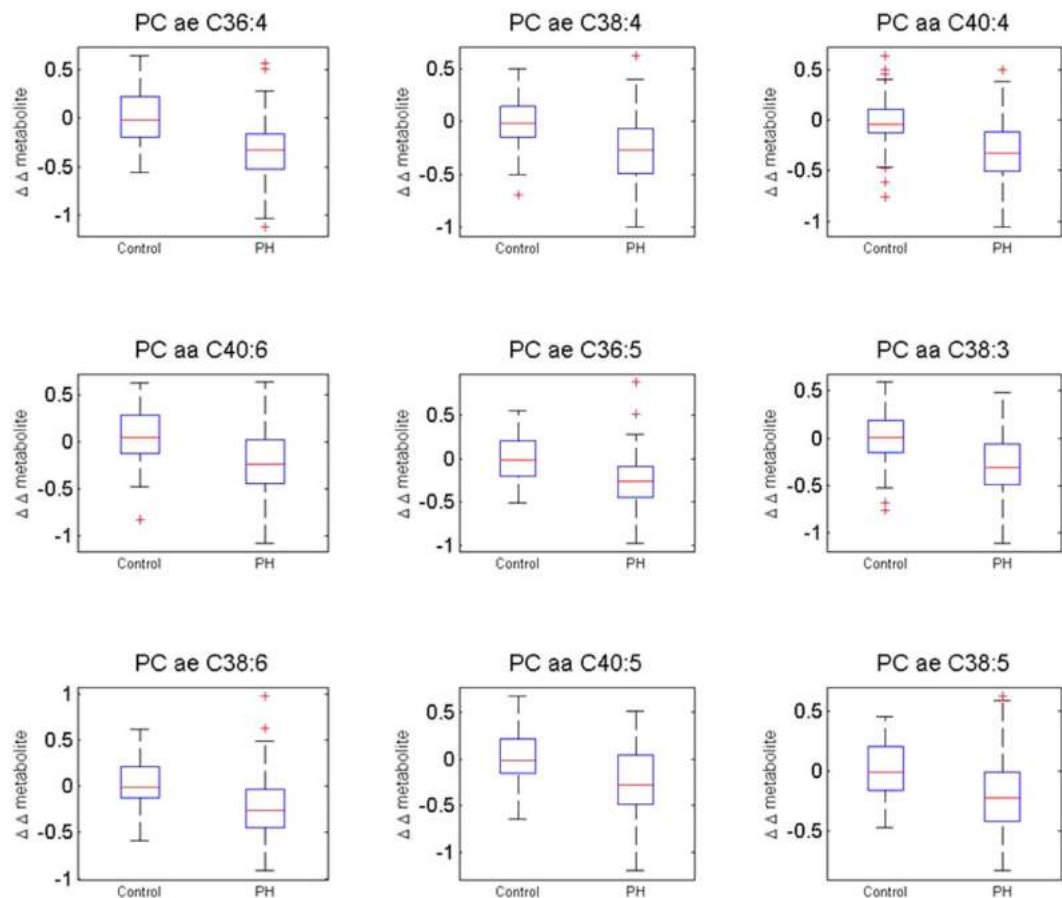 PC ae C36:4
Δ Δ metabolite
0.5
0
-0.5
-1
Control PH
PC ae C38:4
Δ Δ metabolite
0.5
0
-0.5
-1
Control PH
PC aa C40:4
Δ Δ metabolite
0.5
0
-0.5
-1
Control PH
PC aa C40:6
Δ Δ metabolite
0.5
0
-0.5
-1
Control PH
PC ae C36:5
Δ Δ metabolite
0.5
0
-0.5
-1
Control PH
PC aa C38:3
Δ Δ metabolite
0.5
0
-0.5
-1
Control PH
PC ae C38:6
Δ Δ metabolite
1
0.5
0
-0.5
-1
Control PH
PC aa C40:5
Δ Δ metabolite
0.5
0
-0.5
-1
Control PH
PC ae C38:5
Δ Δ metabolite
0.5
0
-0.5
Control PH